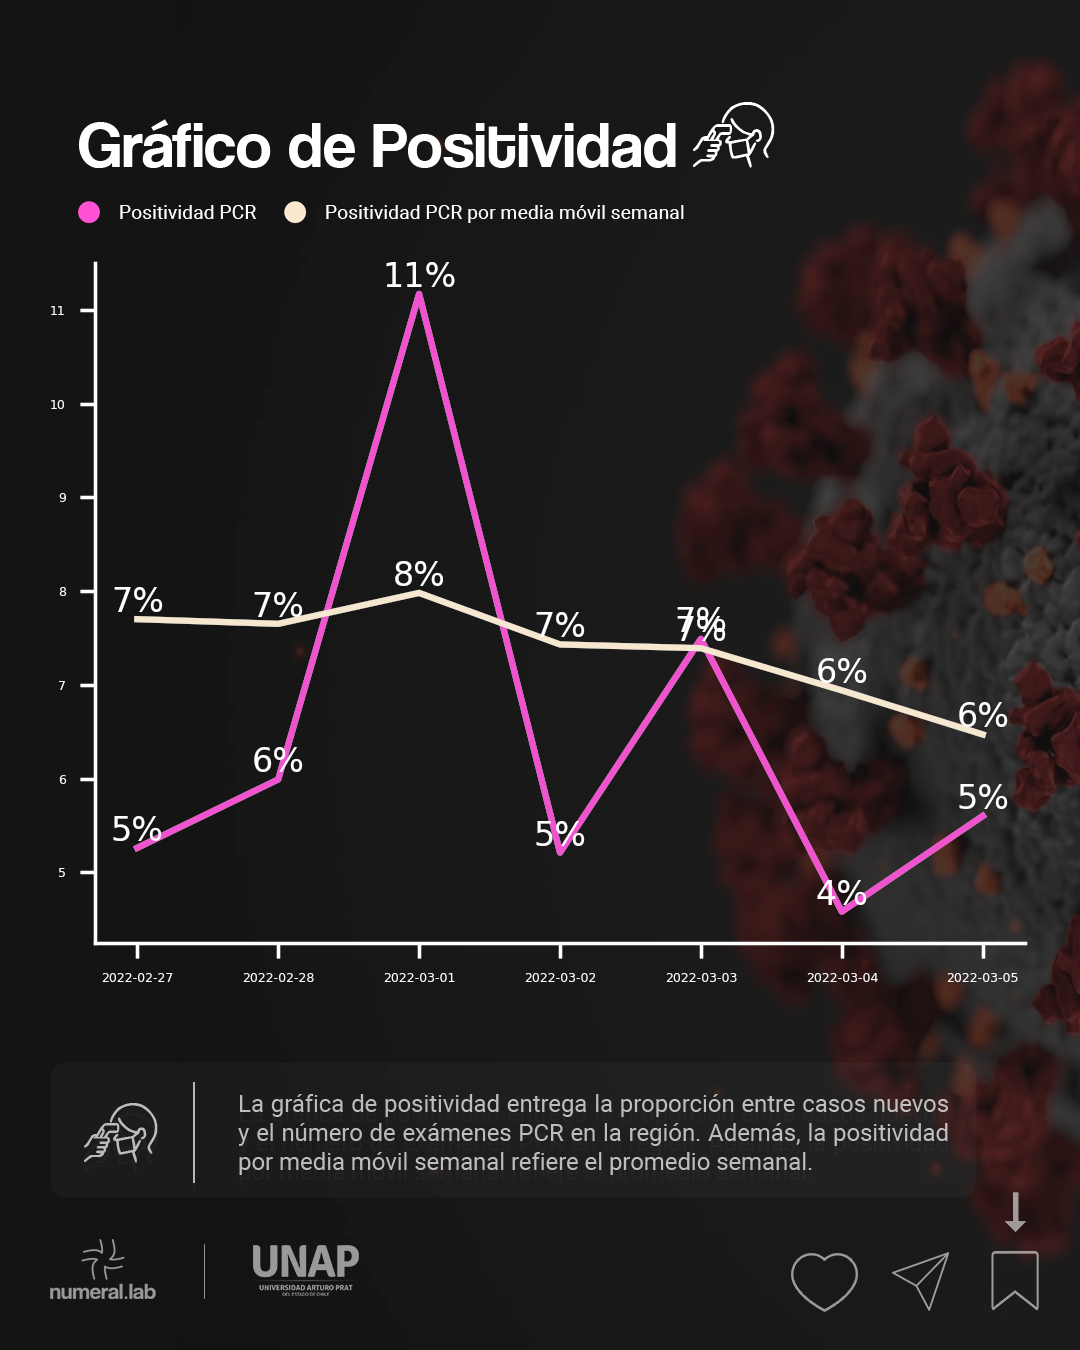 Gráfico de Positividad
Positividad PCR
Positividad PCR por media móvil semanal
11%
11
10
9
8%
8
7%
7%
7%
7%
7%
6%
7
6%
6%
6
5%
5%
5%
4%
5
2022-02-27
2022-02-28
2022-03-01
2022-03-02
2022-03-03
2022-03-04
2022-03-05
La gráfica de positividad entrega la proporción entre casos nuevos
y el número de exámenes PCR en la región. Además, la positividad
por media móvil semanal refiere el promedio semanal.
numeral.lab
UNAP
UNIVERSIDAD ARTURO PRAT
DEL ESTADO DE CHILE